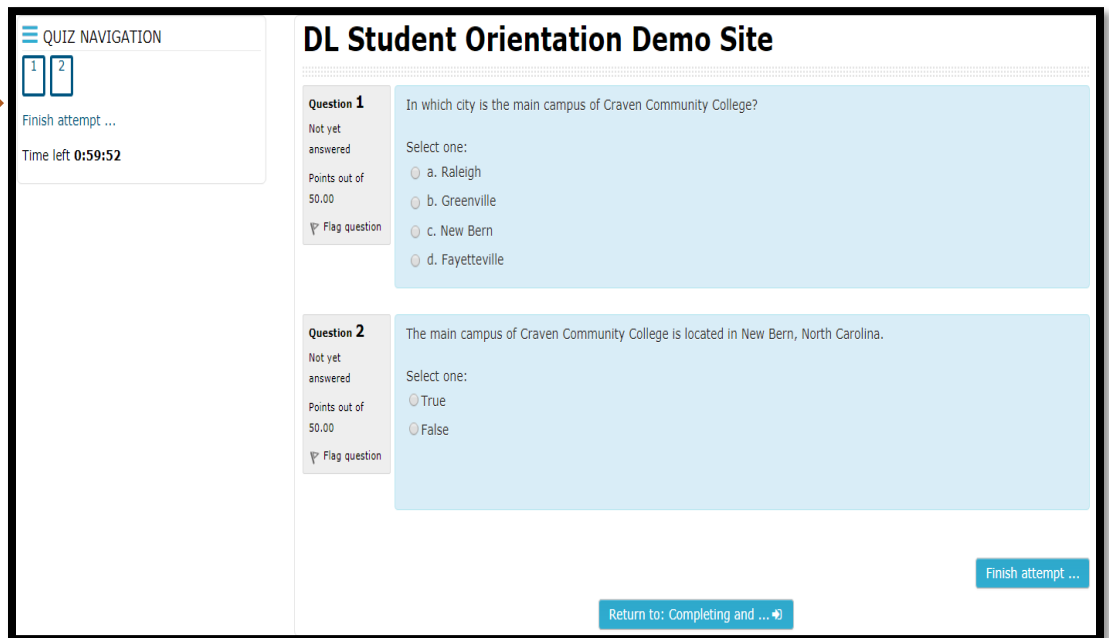 QUIZ NAVIGATION
1 2
Finish attempt ...
Time left 0:59:52
DL Student Orientation Demo Site
Question 1
Not yet
answered
Points out of
50.00
Flag question
In which city is the main campus of Craven Community College?
Select one:
a. Raleigh
b. Greenville
c. New Bern
d. Fayetteville
Question 2
Not yet
answered
Points out of
50.00
Flag question
The main campus of Craven Community College is located in New Bern, North Carolina.
Select one:
True
False
Finish attempt ...
Return to: Completing and ...